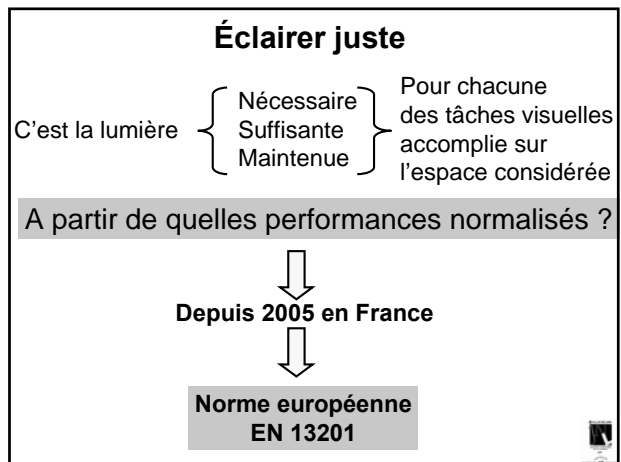 Éclairer juste
C'est la lumière
Nécessaire
Suffisante
Maintenue
Pour chacune
des tâches visuelles
accomplie sur
l'espace considérée
A partir de quelles performances normalisés ?
Depuis 2005 en France
Norme européenne
EN 13201